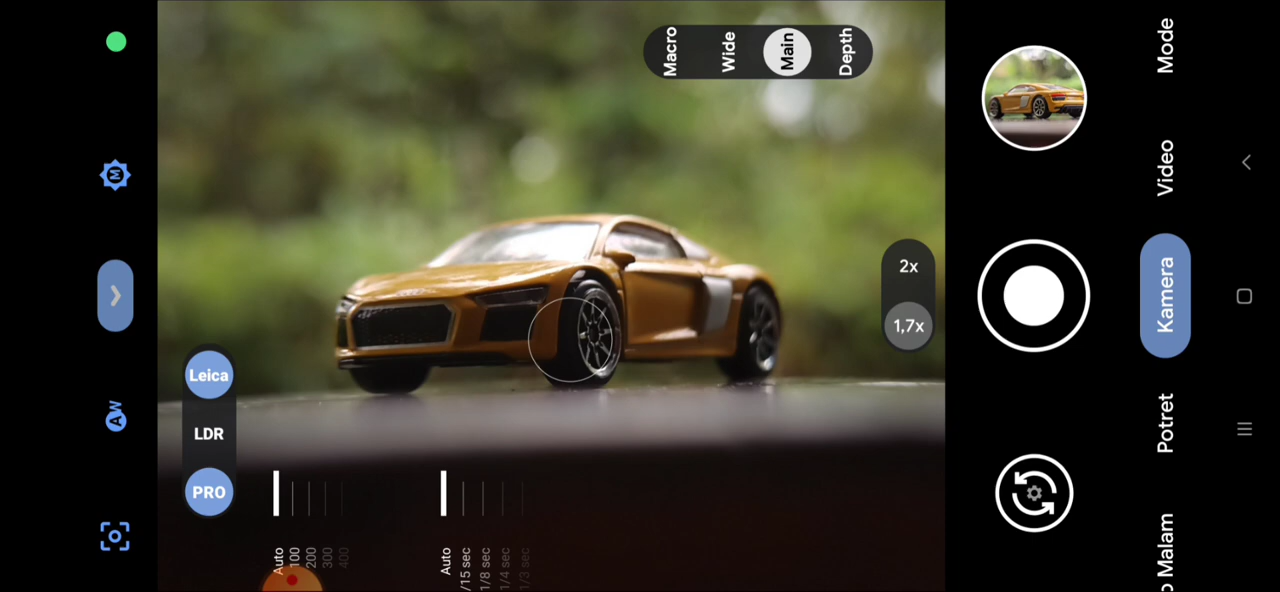 Macro
Wide
Main
Depth
2x
1,7x
Leica
LDR
PRO
M
AW
Auto
100
200
300
400
Auto
/15 sec
1/8 sec
1/4 sec
1/3 sec
Mode
Video
Kamera
Potret
o Malam